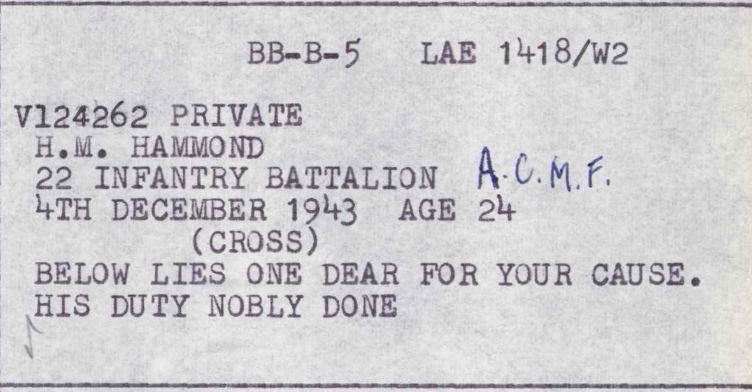 BB-B-5 LAE 1418/W2
V124262 PRIVATE
H.M. HAMMOND
22 INFANTRY BATTALION A.C.M.F.
4TH DECEMBER 1943 AGE 24
(CROSS)
BELOW LIES ONE DEAR FOR YOUR CAUSE.
HIS DUTY NOBLY DONE